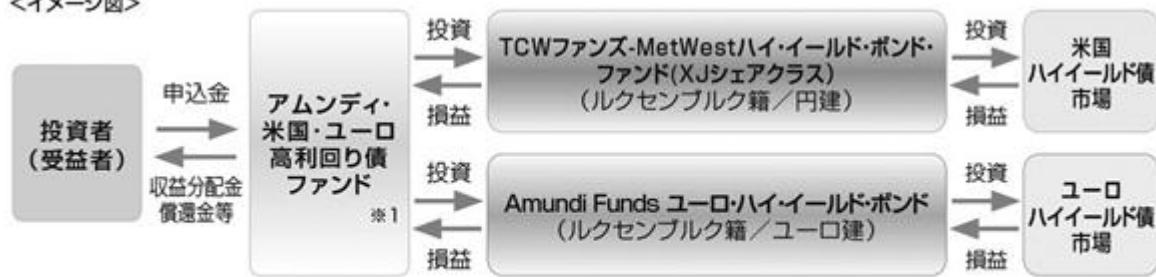 <イメージ図>
投資者
(受益者)
申込金
収益分配金
償還金等
アムンディ・
米国・ユーロ
高利回り債
ファンド
※1
投資
損益
TCWファンズ-MetWestハイ・イールド・ボンド・
ファンド(XJシェアクラス)
(ルクセンブルク籍/円建)
投資
損益
米国
ハイイールド債
市場
投資
損益
Amundi Funds ユーロ・ハイ・イールド・ボンド
(ルクセンブルク籍/ユーロ建)
投資
損益
ユーロ
ハイイールド債
市場